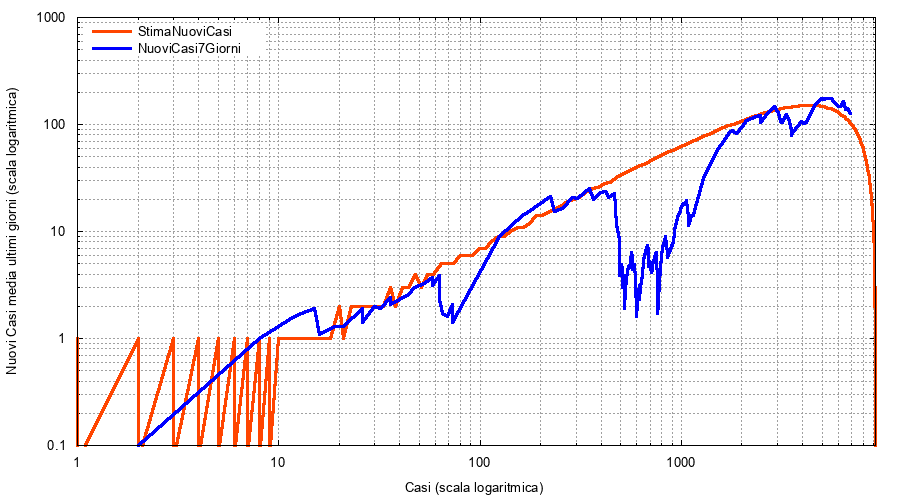 1000
100
10
1
0.1
1
10
100
1000
StimaNuoviCasi
NuoviCasi7Giorni
Nuovi Casi media ultimi giorni (scala logaritmica)
Casi (scala logaritmica)